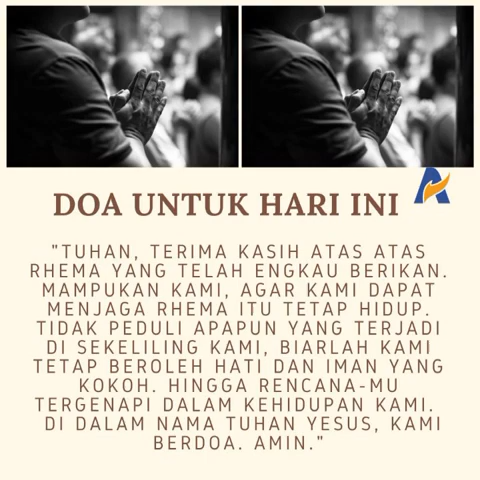 DOA UNTUK HARI INI
"TUHAN, TERIMA KASIH ATAS ATAS
RHEMA YANG TELAH ENGKAU BERIKAN.
MAMPUKAN KAMI, AGAR KAMI DAPAT
MENJAGA RHEMA ITU TETAP HIDUP.
TIDAK PEDULI APAPUN YANG TERJADI
DI SEKELILING KAMI, BIARLAH KAMI
TETAP BEROLEH HATI DAN IMAN YANG
KOKOH. HINGGA RENCANA-MU
TERGENAPI DALAM KEHIDUPAN KAMI.
DI DALAM NAMA TUHAN YESUS, KAMI
BERDOA. AMIN."